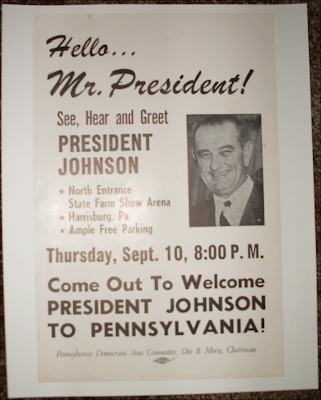 Hello...
Mr. President!
See, Hear and Greet
PRESIDENT
JOHNSON
★ North Entrance
State Farm Show Arena
★ Harrisburg, Pa
★ Ample Free Parking
Thursday, Sept. 10, 8:00 P. M.
Come Out To Welcome
PRESIDENT JOHNSON
TO PENNSYLVANIA!
Pennsylvania Democratic State Committee, Otis B. Morse, Chairman